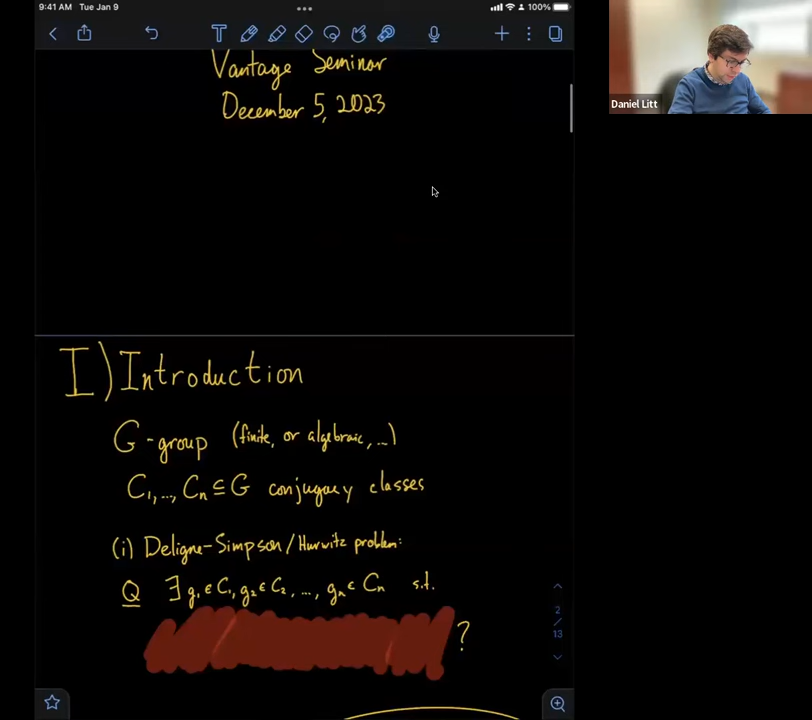 9:41 AM Tue Jan 9
100%
Vantage Seminar
December 5, 2023
Daniel Litt
I) Introduction
G-group (finite, or algebraic, ...)
C₁, ..., Cₙ ⊆ G conjugacy classes
(i) Deligne-Simpson/Hurwitz problem:
Q ∃ g₁ ∈ C₁, g₂ ∈ C₂, ..., gₙ ∈ Cₙ s.t.
?
2
/
13